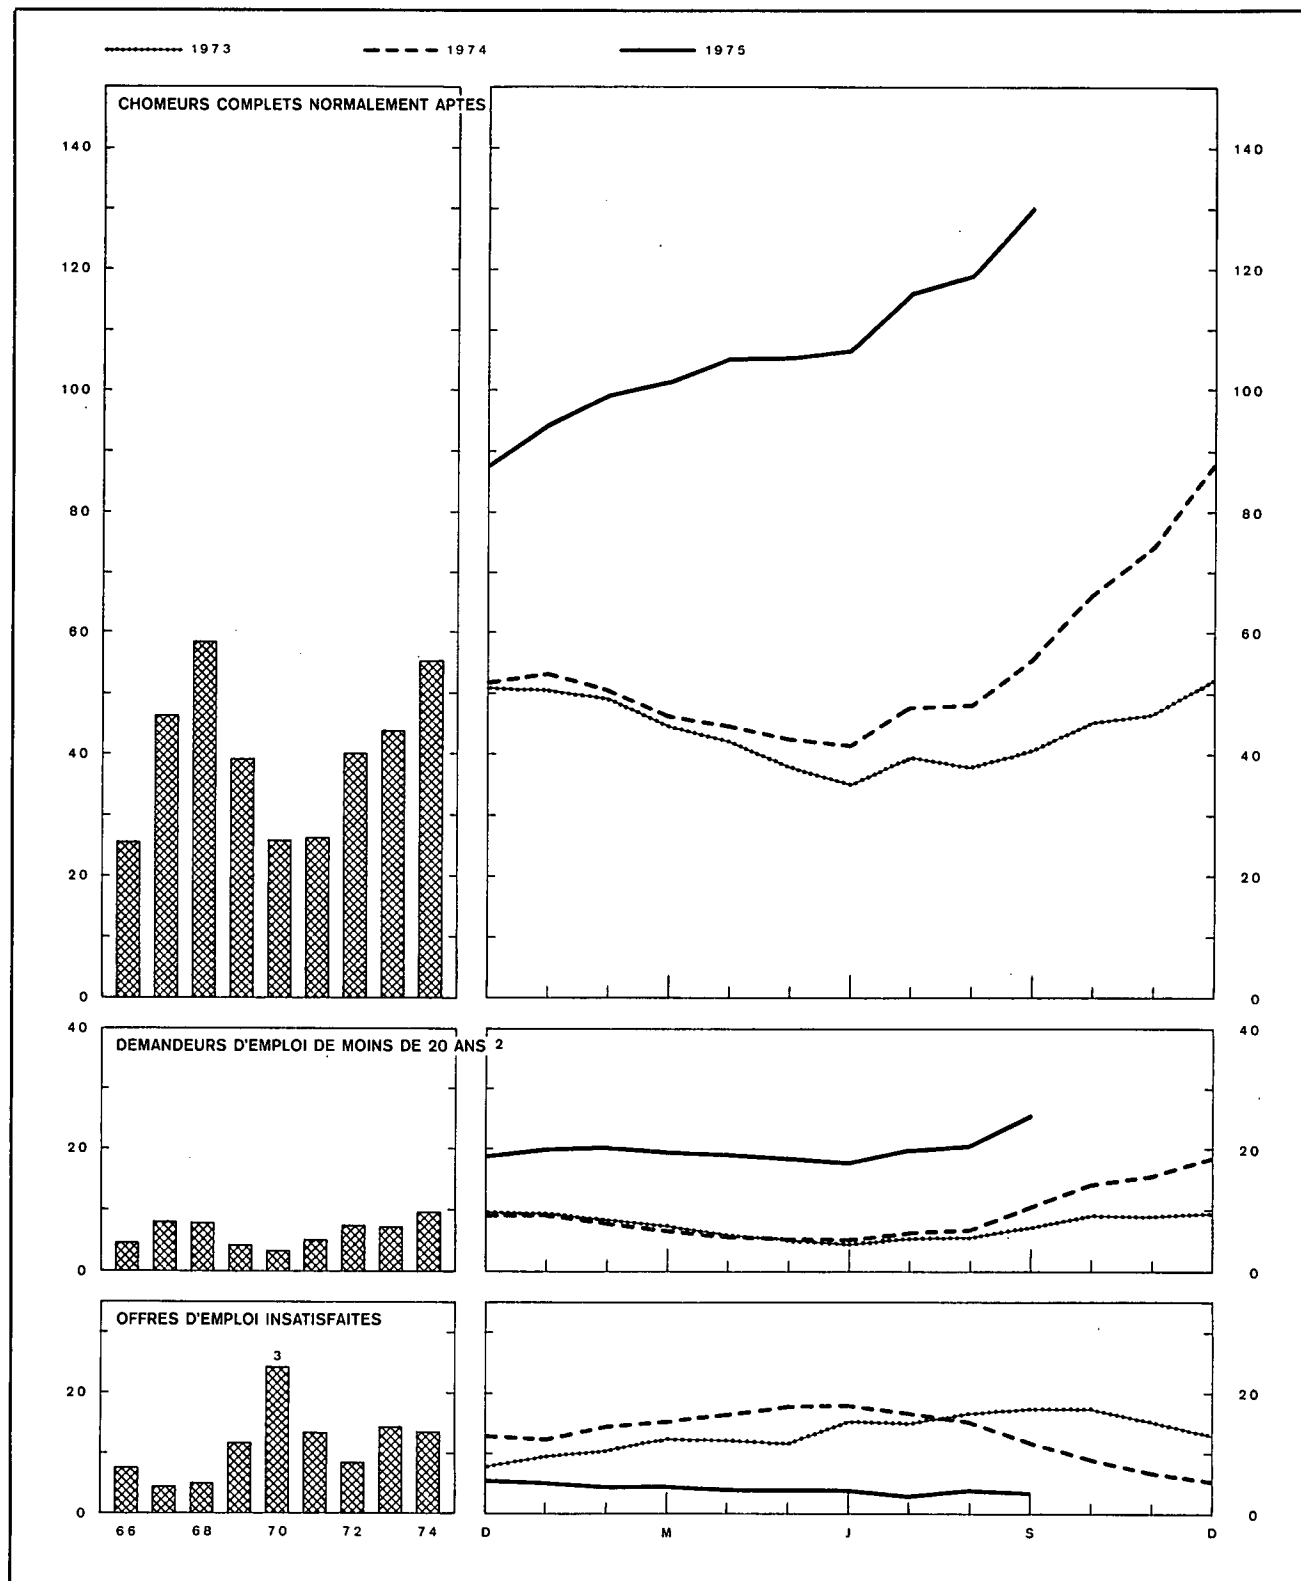 1973 1974 1975
CHOMEURS COMPLETS NORMALEMENT APTES
140 140
120 120
100 100
80 80
60 60
40 40
20 20
0 0
40 40
DEMANDEURS D'EMPLOI DE MOINS DE 20 ANS 2
20 20
0 0
OFFRES D'EMPLOI INSATISFAITES
3
20 20
0 0
66 68 70 72 74 D M J S D